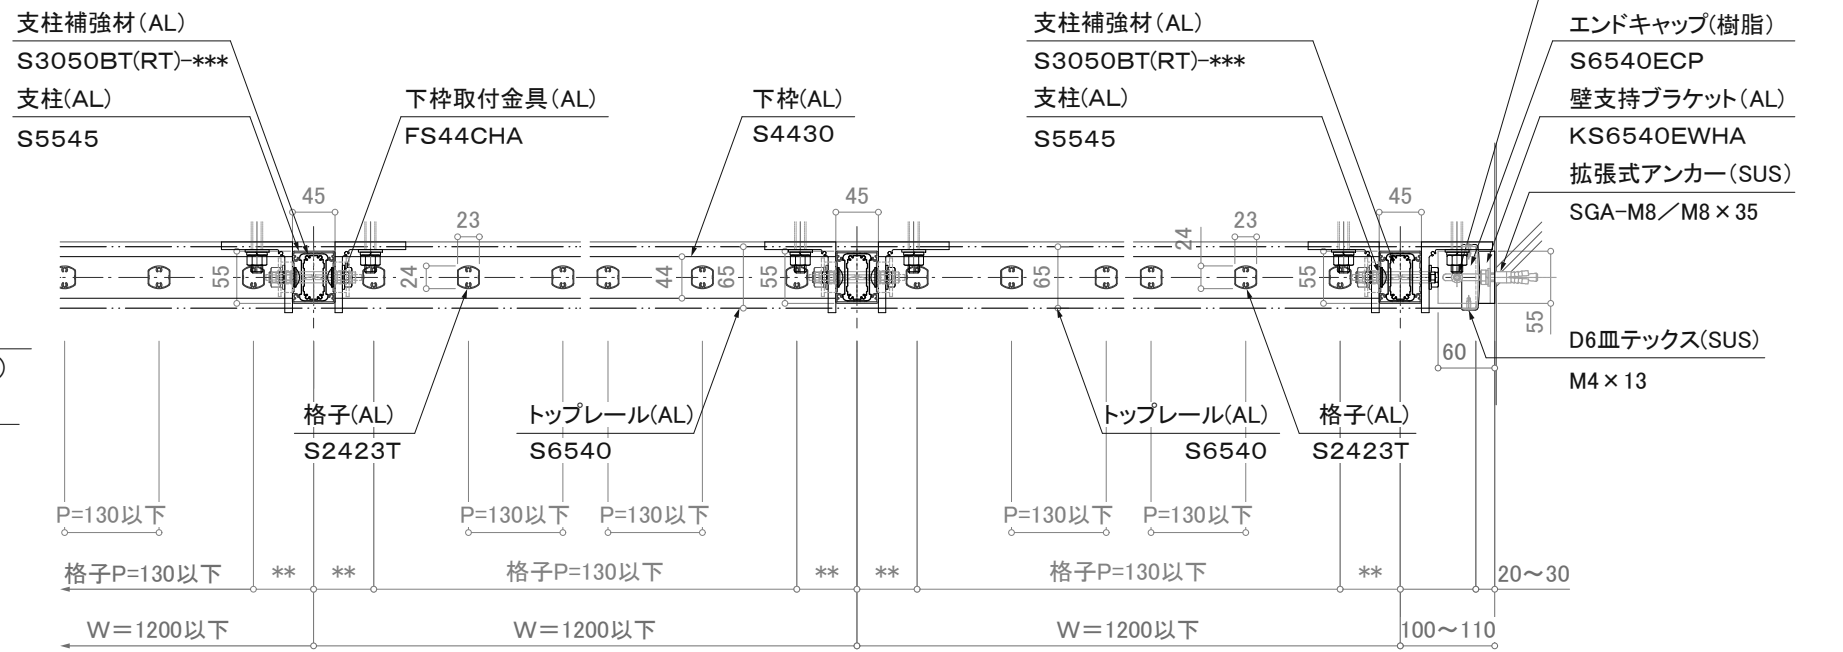 支柱補強材(AL)
S3050BT(RT)-***
支柱(AL)
S5545
下枠取付金具(AL)
FS44CHA
下枠(AL)
S4430
支柱補強材(AL)
S3050BT(RT)-***
支柱(AL)
S5545
エンドキャップ(樹脂)
S6540ECP
壁支持ブラケット(AL)
KS6540EWHA
拡張式アンカー(SUS)
SGA-M8／M8×35
45
23
45
23
45
24
55
24
44
65
55
65
55
55
60
D6皿テックス(SUS)
M4×13
)
格子(AL)
S2423T
トップレール(AL)
S6540
トップレール(AL)
S6540
格子(AL)
S2423T
P=130以下
P=130以下
P=130以下
P=130以下
P=130以下
格子P=130以下
**
**
格子P=130以下
**
**
格子P=130以下
**
20～30
W＝1200以下
W＝1200以下
W＝1200以下
100～110